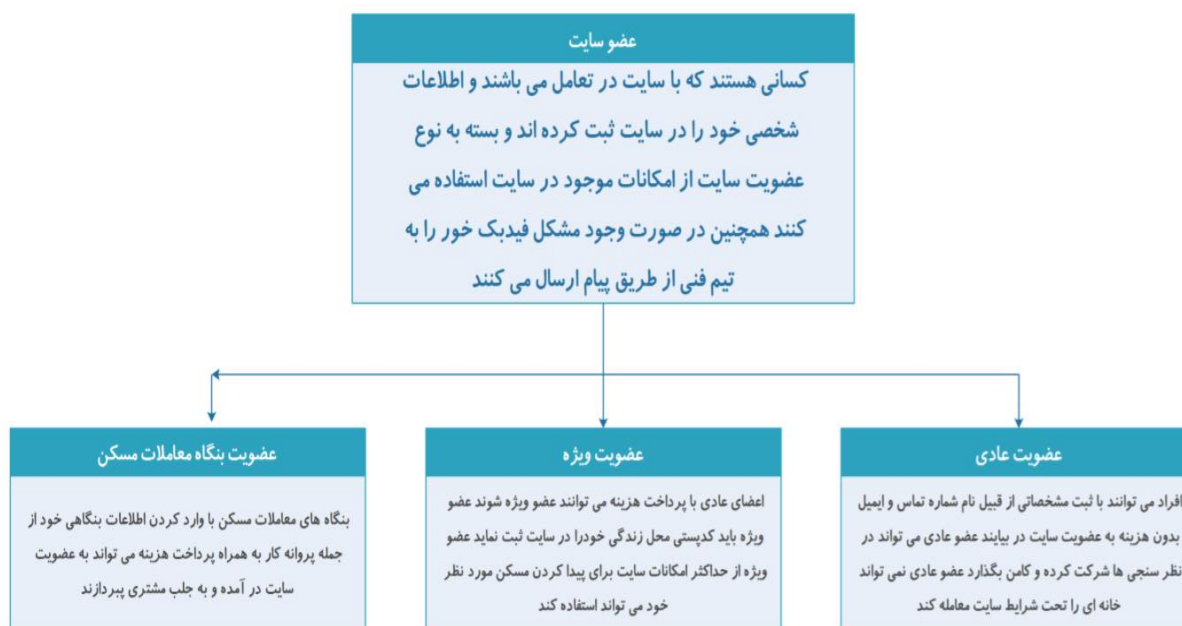 عضو سایت
کسانی هستند که با سایت در تعامل می باشند و اطلاعات
شخصی خود را در سایت ثبت کرده اند و بسته به نوع
عضویت سایت از امکانات موجود در سایت استفاده می
کنند همچنین در صورت وجود مشکل فیدبک خور را به
تیم فنی از طریق پیام ارسال می کنند
عضویت عادی
افراد می توانند با ثبت مشخصاتی از قبیل نام شماره تماس و ایمیل
بدون هزینه به عضویت سایت در بیایند عضو عادی می تواند در
نظر سنجی ها شرکت کرده و کامن بگذارد عضو عادی نمی تواند
خانه ای را تحت شرایط سایت معامله کند
عضویت ویژه
اعضای عادی با پرداخت هزینه می توانند عضو ویژه شوند عضو
ویژه باید کدپستی محل زندگی خودرا در سایت ثبت نماید عضو
ویژه از حداکثر امکانات سایت برای پیدا کردن مسکن مورد نظر
خود می تواند استفاده کند
عضویت بنگاه معاملات مسکن
بنگاه های معاملات مسکن با وارد کردن اطلاعات بنگاهی خود از
جمله پروانه کار به همراه پرداخت هزینه می تواند به عضویت
سایت در آمده و به جلب مشتری پبردازند